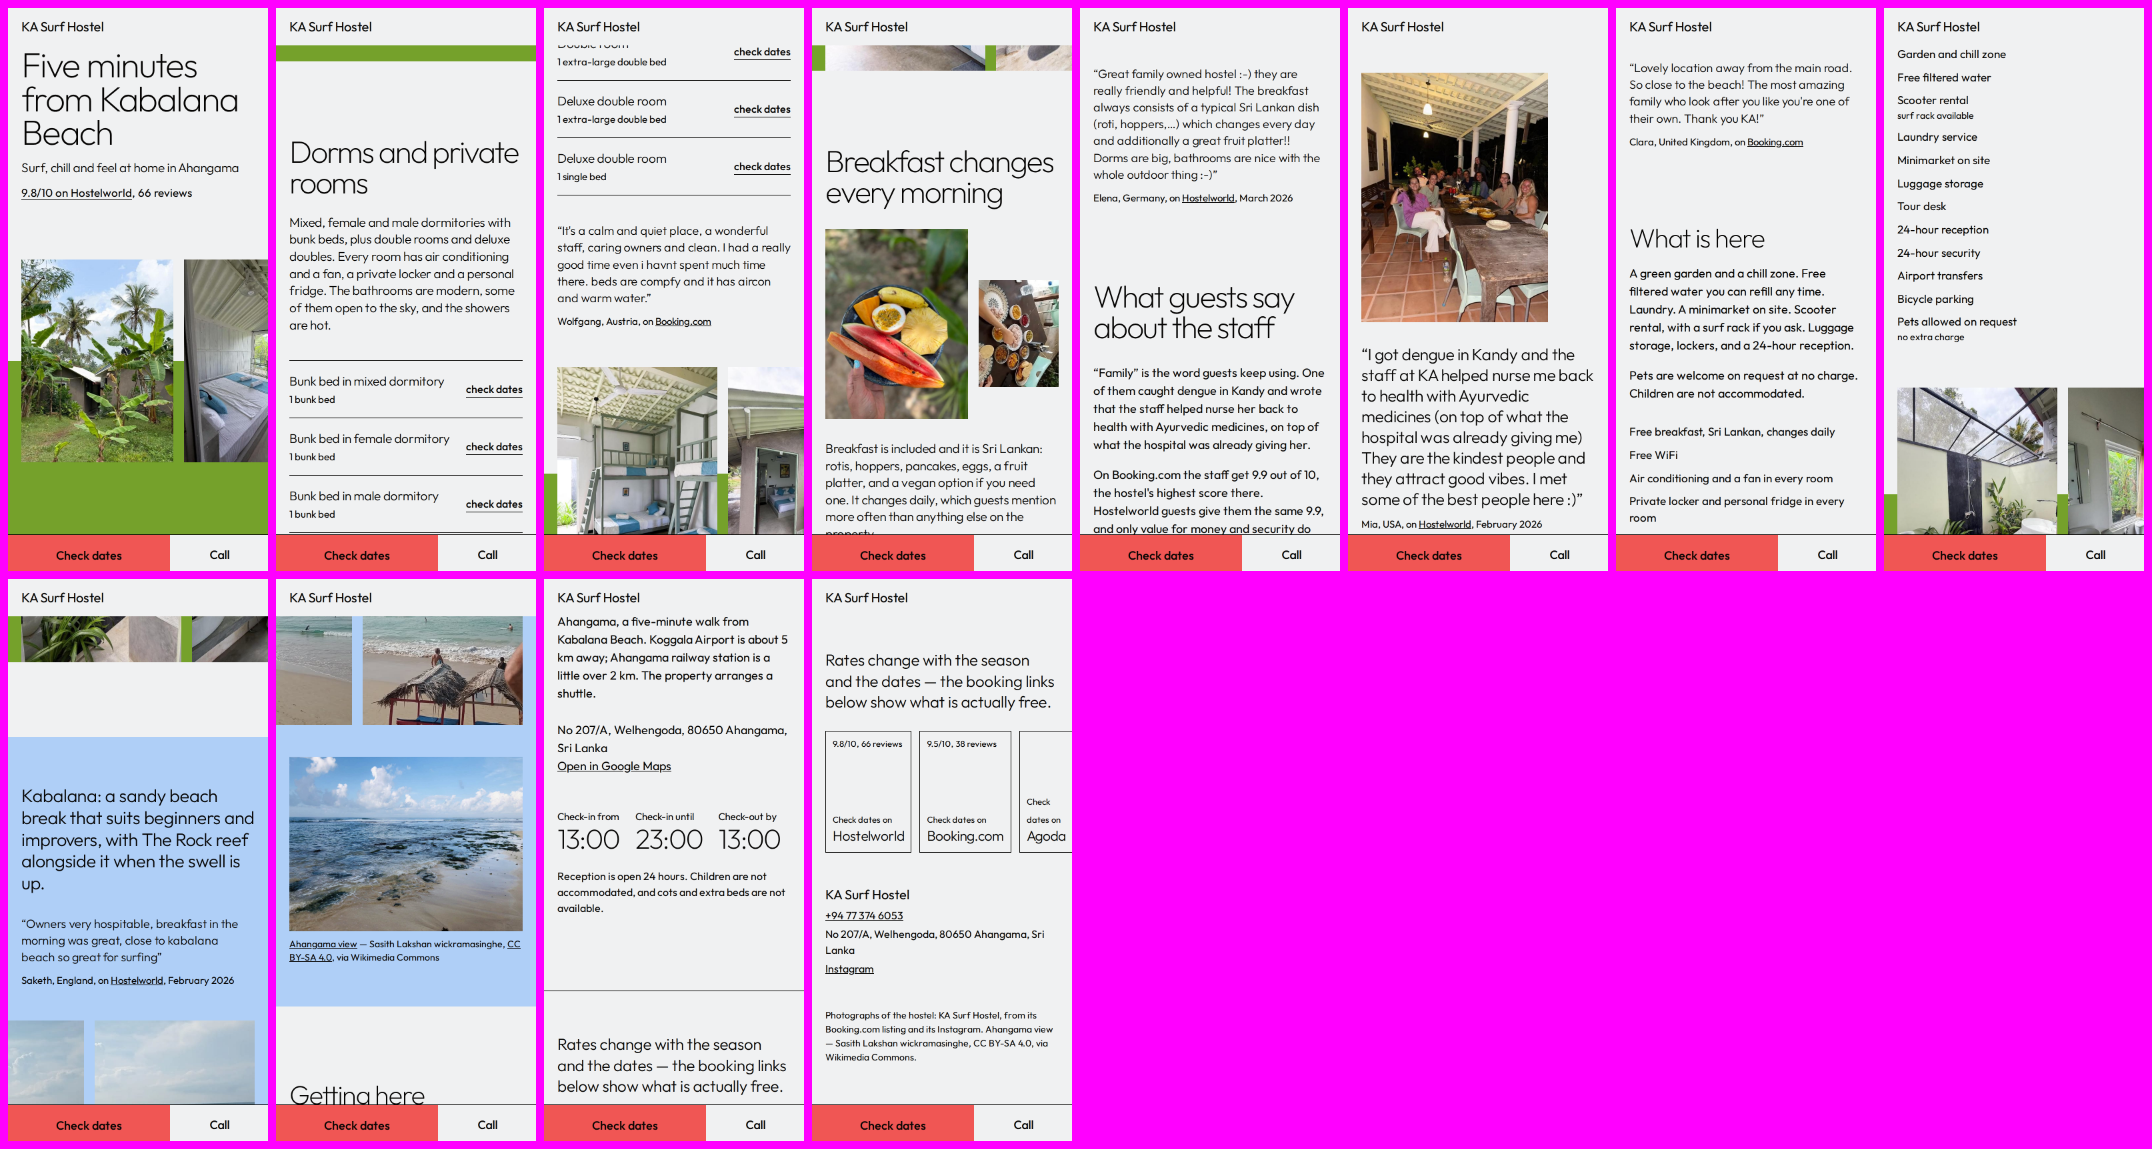 KA Surf Hostel
Five minutes
from Kabalana
Beach
Surf, chill and feel at home in Ahangama
9.8/10 on Hostelworld, 66 reviews
Check dates
Call
KA Surf Hostel
Dorms and private
rooms
Mixed, female and male dormitories with
bunk beds, plus double rooms and deluxe
doubles. Every room has air conditioning
and a fan, a private locker and a personal
fridge. The bathrooms are modern, some
of them open to the sky, and the showers
are hot.
Bunk bed in mixed dormitory
1 bunk bed
check dates
Bunk bed in female dormitory
1 bunk bed
check dates
Bunk bed in male dormitory
1 bunk bed
check dates
Check dates
Call
KA Surf Hostel
Double room
1 extra-large double bed
check dates
Deluxe double room
1 extra-large double bed
check dates
Deluxe double room
1 single bed
check dates
“It's a calm and quiet place, a wonderful
staff, caring owners and clean. I had a really
good time even i havnt spent much time
there. beds are compfy and it has aircon
and warm water.”
Wolfgang, Austria, on Booking.com
Check dates
Call
KA Surf Hostel
Breakfast changes
every morning
Breakfast is included and it is Sri Lankan:
rotis, hoppers, pancakes, eggs, a fruit
platter, and a vegan option if you need
one. It changes daily, which guests mention
more often than anything else on the
property.
Check dates
Call
KA Surf Hostel
“Great family owned hostel :-) they are
really friendly and helpful! The breakfast
always consists of a typical Sri Lankan dish
(roti, hoppers,...) which changes every day
and additionally a great fruit platter!!
Dorms are big, bathrooms are nice with the
whole outdoor thing :-)”
Elena, Germany, on Hostelworld, March 2026
What guests say
about the staff
“Family” is the word guests keep using. One
of them caught dengue in Kandy and wrote
that the staff helped nurse her back to
health with Ayurvedic medicines, on top of
what the hospital was already giving her.
On Booking.com the staff get 9.9 out of 10,
the hostel's highest score there.
Hostelworld guests give them the same 9.9,
and only value for money and security do
Check dates
Call
KA Surf Hostel
“I got dengue in Kandy and the
staff at KA helped nurse me back
to health with Ayurvedic
medicines (on top of what the
hospital was already giving me)
They are the kindest people and
they attract good vibes. I met
some of the best people here :)”
Mia, USA, on Hostelworld, February 2026
Check dates
Call
KA Surf Hostel
“Lovely location away from the main road.
So close to the beach! The most amazing
family who look after you like you're one of
their own. Thank you KA!”
Clara, United Kingdom, on Booking.com
What is here
A green garden and a chill zone. Free
filtered water you can refill any time.
Laundry. A minimarket on site. Scooter
rental, with a surf rack if you ask. Luggage
storage, lockers, and a 24-hour reception.
Pets are welcome on request at no charge.
Children are not accommodated.
Free breakfast, Sri Lankan, changes daily
Free WiFi
Air conditioning and a fan in every room
Private locker and personal fridge in every
room
Check dates
Call
KA Surf Hostel
Garden and chill zone
Free filtered water
Scooter rental
surf rack available
Laundry service
Minimarket on site
Luggage storage
Tour desk
24-hour reception
24-hour security
Airport transfers
Bicycle parking
Pets allowed on request
no extra charge
Check dates
Call
KA Surf Hostel
Kabalana: a sandy beach
break that suits beginners and
improvers, with The Rock reef
alongside it when the swell is
up.
“Owners very hospitable, breakfast in the
morning was great, close to kabalana
beach so great for surfing”
Saketh, England, on Hostelworld, February 2026
Check dates
Call
KA Surf Hostel
Ahangama view — Sasith Lakshan wickramasinghe, CC
BY-SA 4.0, via Wikimedia Commons
Getting here
Check dates
Call
KA Surf Hostel
Ahangama, a five-minute walk from
Kabalana Beach. Koggala Airport is about 5
km away; Ahangama railway station is a
little over 2 km. The property arranges a
shuttle.
No 207/A, Welhengoda, 80650 Ahangama,
Sri Lanka
Open in Google Maps
Check-in from
13:00
Check-in until
23:00
Check-out by
13:00
Reception is open 24 hours. Children are not
accommodated, and cots and extra beds are not
available.
Rates change with the season
and the dates — the booking links
below show what is actually free.
Check dates
Call
KA Surf Hostel
Rates change with the season
and the dates — the booking links
below show what is actually free.
9.8/10, 66 reviews
Check dates on
Hostelworld
9.5/10, 38 reviews
Check dates on
Booking.com
Check
dates on
Agoda
KA Surf Hostel
+94 77 374 6053
No 207/A, Welhengoda, 80650 Ahangama, Sri
Lanka
Instagram
Photographs of the hostel: KA Surf Hostel, from its
Booking.com listing and its Instagram. Ahangama view
— Sasith Lakshan wickramasinghe, CC BY-SA 4.0, via
Wikimedia Commons.
Check dates
Call